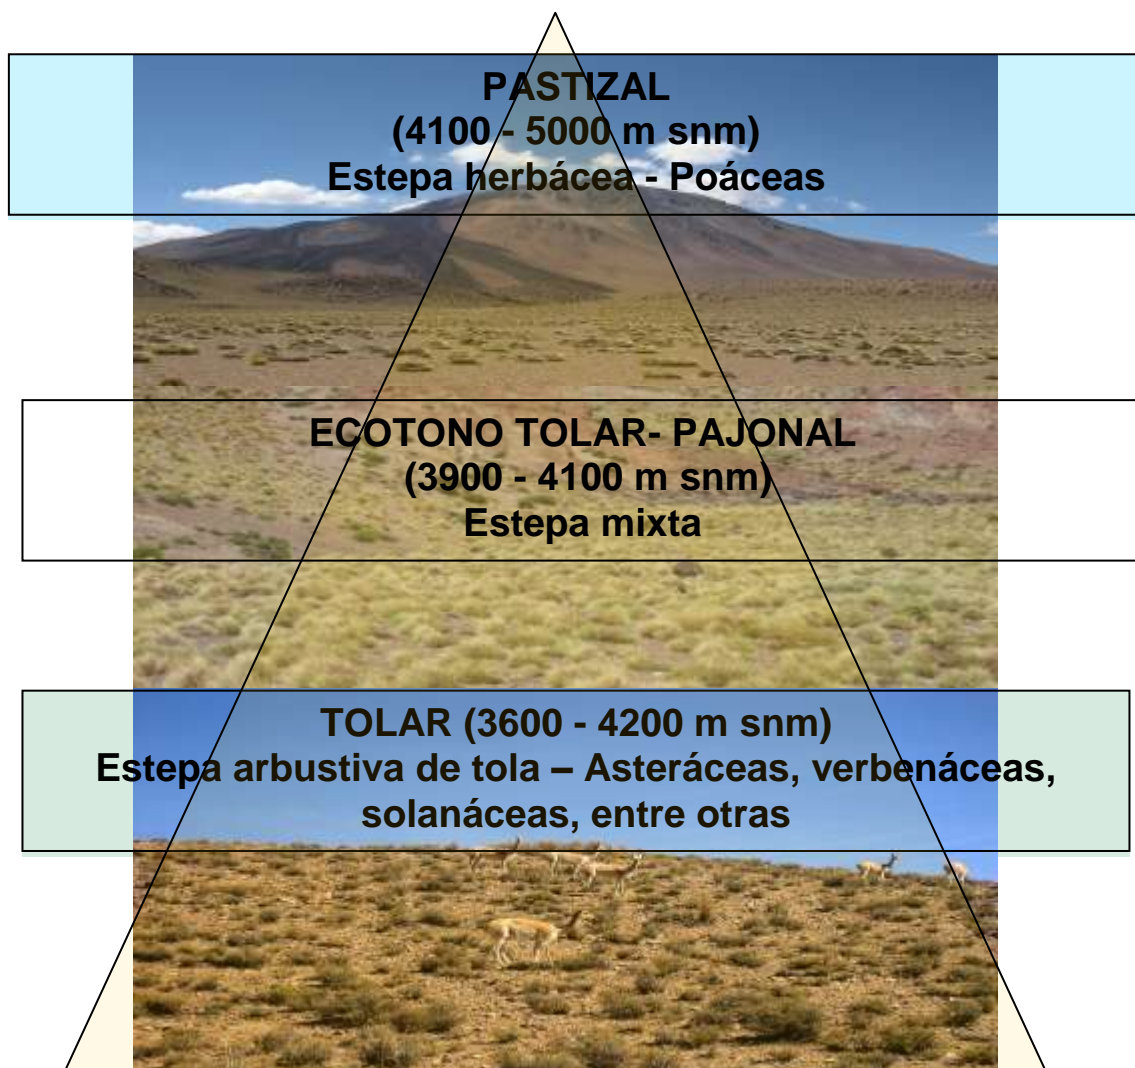 PASTIZAL
(4100 - 5000 m snm)
Estepa herbácea - Poáceas
ECOTONO TOLAR- PAJONAL
(3900 - 4100 m snm)
Estepa mixta
TOLAR (3600 - 4200 m snm)
Estepa arbustiva de tola – Asteráceas, verbenáceas,
solanáceas, entre otras